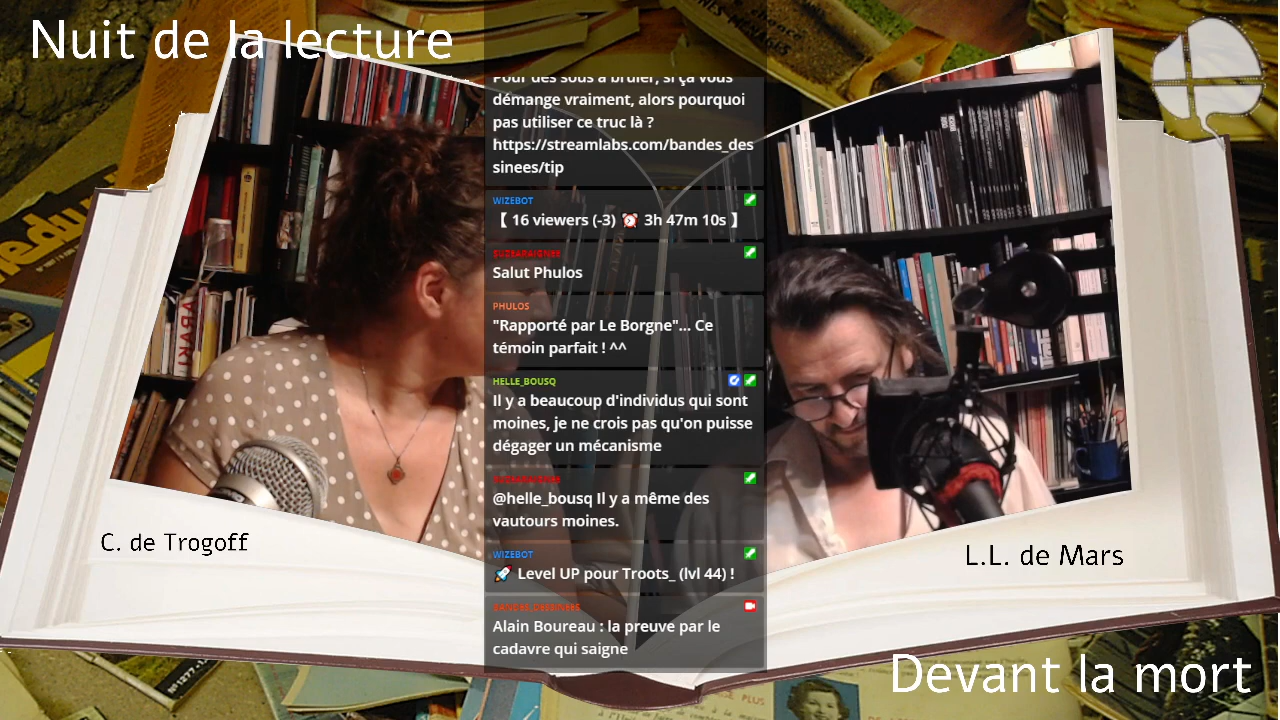 Nuit de la lecture
Pour des sous à brûler, si ça vous
démange vraiment, alors pourquoi
pas utiliser ce truc là ?
https://streamlabs.com/bandes_des
sinees/tip
WIZEBOT
【 16 viewers (-3) ⏰ 3h 47m 10s 】
SUZEARAIGNEE
Salut Phulos
PHULOS
"Rapporté par Le Borgne"... Ce
témoin parfait ! ^^
HELLE_BOUSQ
Il y a beaucoup d'individus qui sont
moines, je ne crois pas qu'on puisse
dégager un mécanisme
SUZEARAIGNEE
@helle_bousq Il y a même des
vautours moines.
WIZEBOT
🚀 Level UP pour Troots_ (lvl 44) !
BANDES_DESSINEES
Alain Boureau : la preuve par le
cadavre qui saigne
C. de Trogoff
L.L. de Mars
Devant la mort